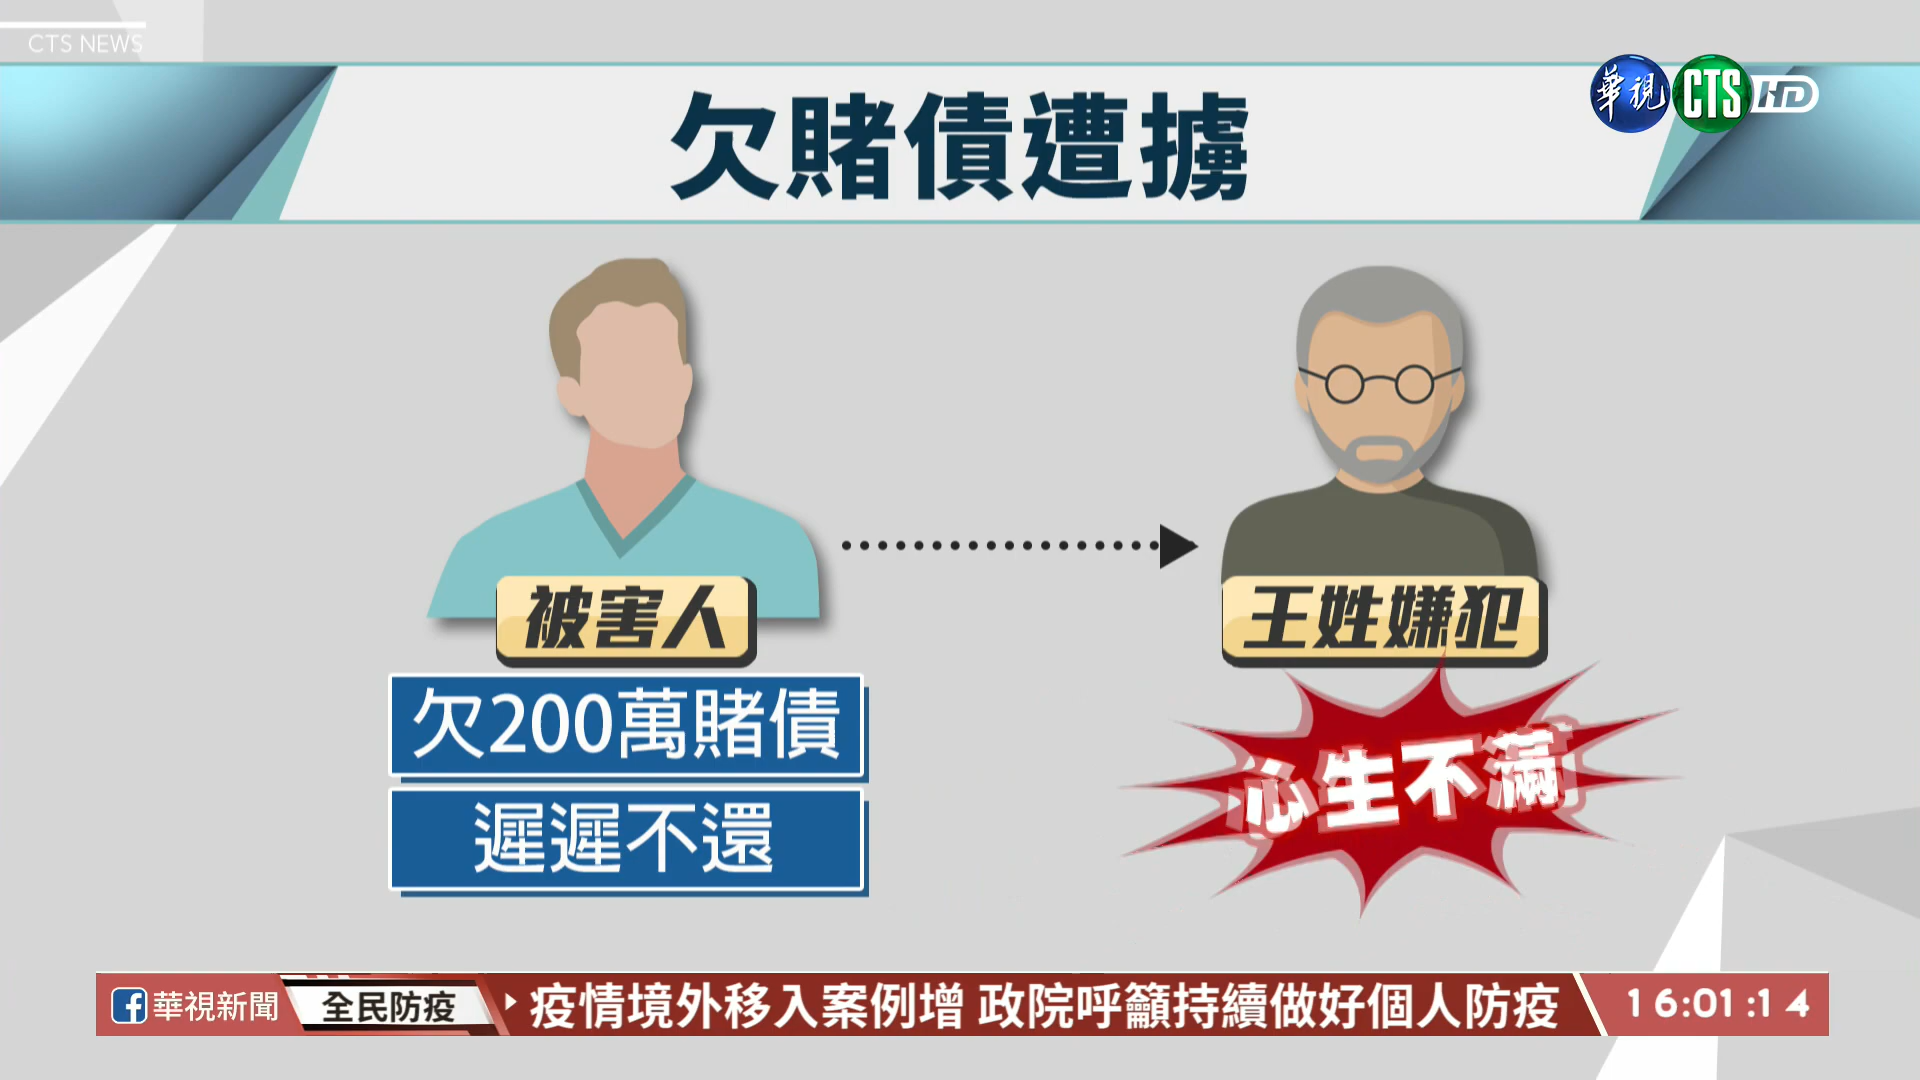 CTS NEWS
華視 CTS HD
欠賭債遭擄
被害人
王姓嫌犯
欠200萬賭債
遲遲不還
心生不滿
華視新聞
全民防疫
疫情境外移入案例增 政院呼籲持續做好個人防疫
16:01:14